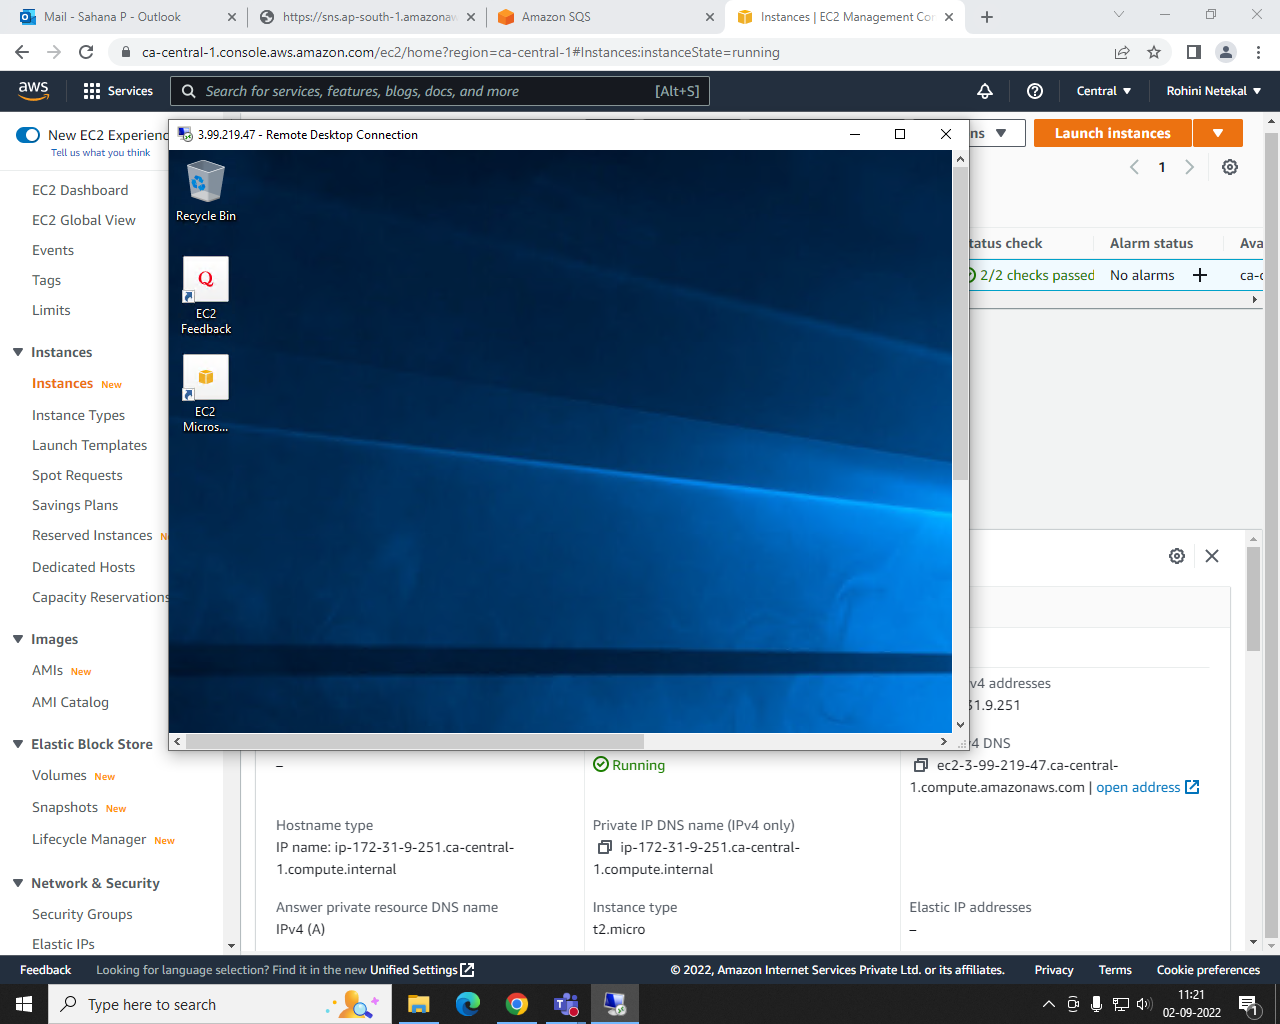 Mail - Sahana P - Outlook
https://sns.ap-south-1.amazonaw
Amazon SQS
Instances | EC2 Management Con
ca-central-1.console.aws.amazon.com/ec2/home?region=ca-central-1#Instances:instanceState=running
aws
Services
Search for services, features, blogs, docs, and more
[Alt+S]
Central
Rohini Netekal
New EC2 Experienc
Tell us what you think
3.99.219.47 - Remote Desktop Connection
ns
Launch instances
1
EC2 Dashboard
EC2 Global View
Events
Tags
Limits
Instances
Instances New
Instance Types
Launch Templates
Spot Requests
Savings Plans
Reserved Instances
Dedicated Hosts
Capacity Reservations
Images
AMIs New
AMI Catalog
Elastic Block Store
Volumes New
Snapshots New
Lifecycle Manager New
Network & Security
Security Groups
Elastic IPs
Recycle Bin
Q
EC2
Feedback
EC2
Micros...
tatus check
Alarm status
Ava
2/2 checks passed
No alarms
ca-c
v4 addresses
31.9.251
v4 DNS
–
Running
ec2-3-99-219-47.ca-central-
1.compute.amazonaws.com | open address
Hostname type
IP name: ip-172-31-9-251.ca-central-
1.compute.internal
Private IP DNS name (IPv4 only)
ip-172-31-9-251.ca-central-
1.compute.internal
Answer private resource DNS name
IPv4 (A)
Instance type
t2.micro
Elastic IP addresses
–
Feedback
Looking for language selection? Find it in the new Unified Settings
© 2022, Amazon Internet Services Private Ltd. or its affiliates.
Privacy
Terms
Cookie preferences
Type here to search
11:21
02-09-2022
1